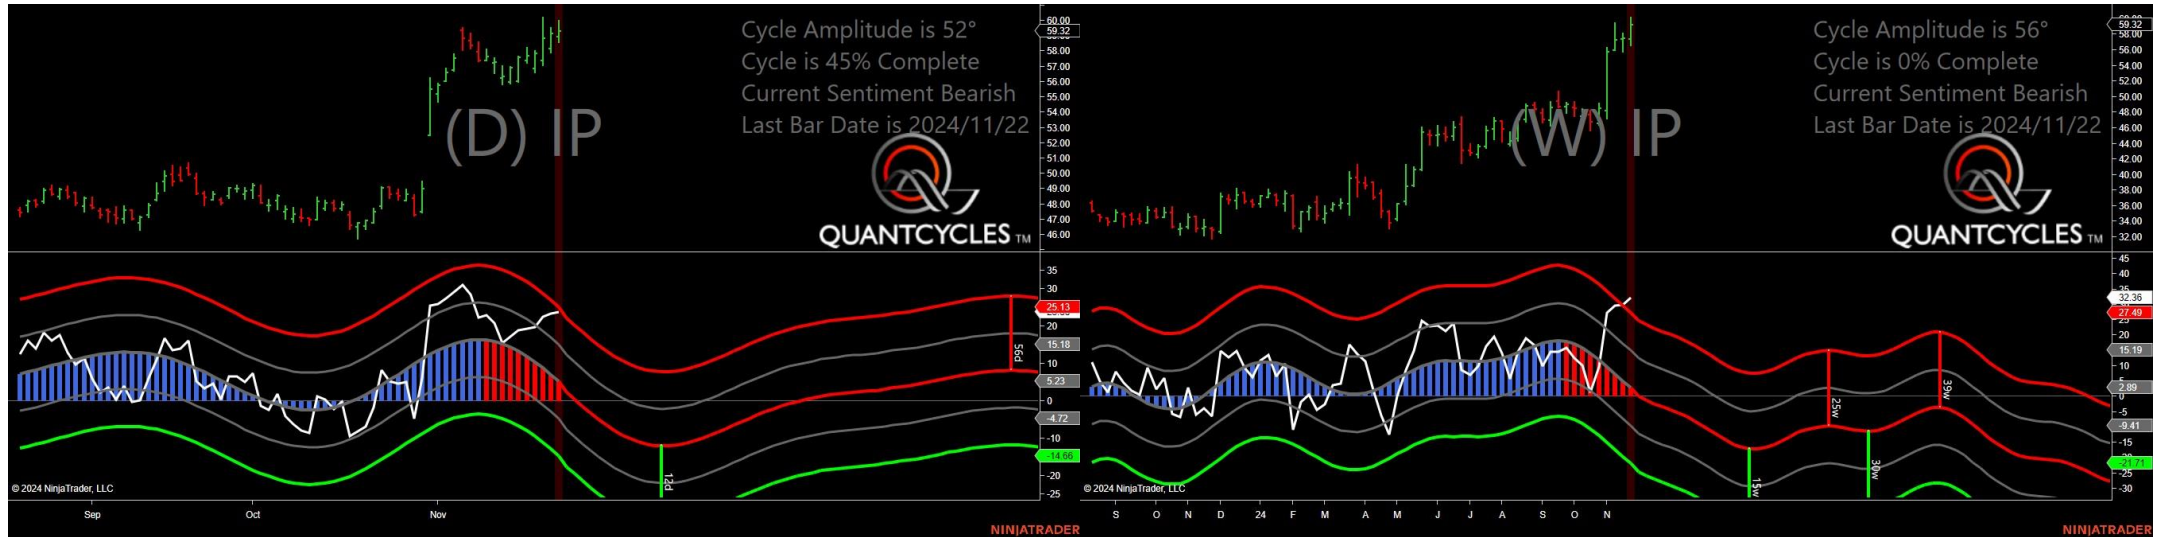 Cycle Amplitude is 52°
Cycle is 45% Complete
Current Sentiment Bearish
Last Bar Date is 2024/11/22
(D) IP
QUANTCYCLES TM
60.00
59.32
58.00
57.00
56.00
55.00
54.00
53.00
52.00
51.00
50.00
49.00
48.00
47.00
46.00
35
30
25.13
20
15.18
10
5.23
0
-4.72
-10
-14.66
-20
-25
56d
12d
© 2024 NinjaTrader, LLC
Sep
Oct
Nov
NINJATRADER
Cycle Amplitude is 56°
Cycle is 0% Complete
Current Sentiment Bearish
Last Bar Date is 2024/11/22
(W) IP
QUANTCYCLES TM
59.32
58.00
56.00
54.00
52.00
50.00
48.00
46.00
44.00
42.00
40.00
38.00
36.00
34.00
32.00
45
40
32.36
27.49
20
15.19
10
2.89
0
-5
-9.41
-15
-21.71
-30
25w
39w
15w
30w
© 2024 NinjaTrader, LLC
S O N D 24 F M A M J J A S O N
NINJATRADER